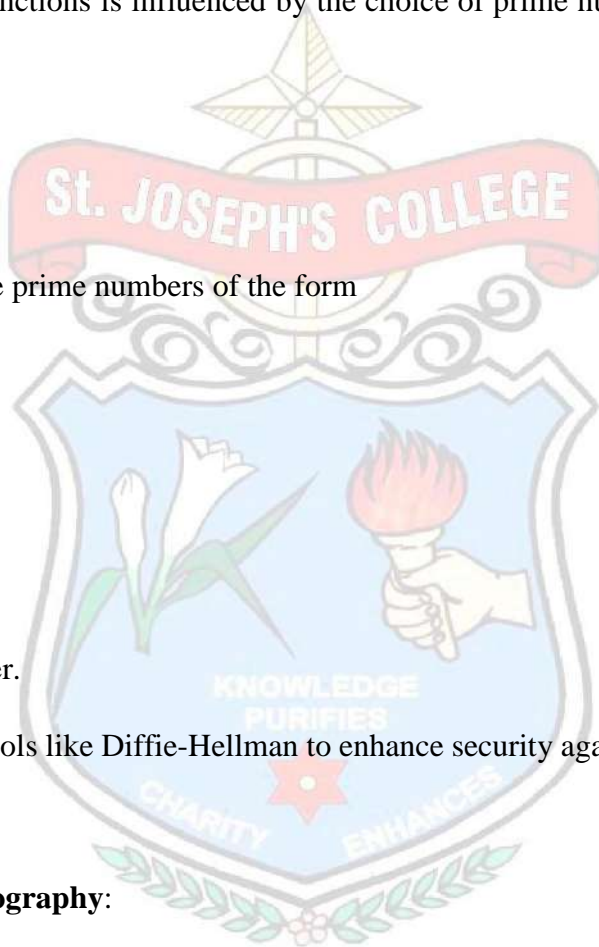 nctions is influenced by the choice of prime
St. JOSEPH'S COLLEGE
prime numbers of the form
er.
KNOWLEDGE
PURIFIES
ols like Diffie-Hellman to enhance security aga
CHARITY ENHANCES
ography: